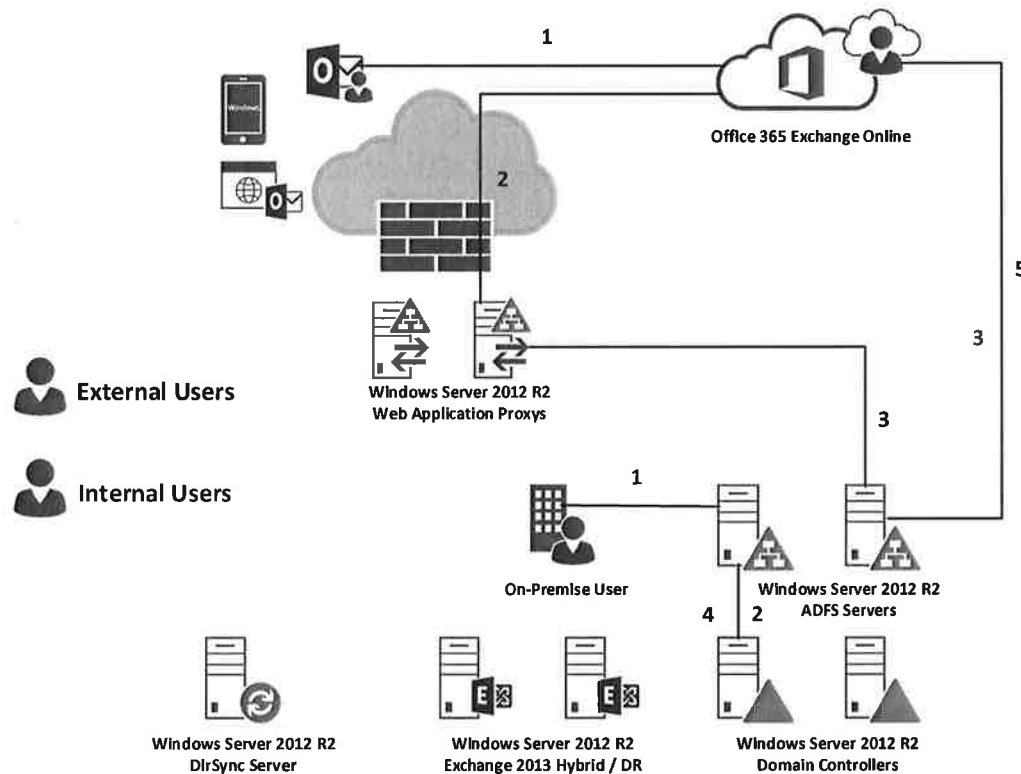 1
Windows
Office 365 Exchange Online
2
5
3
Windows Server 2012 R2
Web Application Proxys
External Users
3
Internal Users
1
On-Premise User
Windows Server 2012 R2
ADFS Servers
4
2
Windows Server 2012 R2
DirSync Server
Windows Server 2012 R2
Exchange 2013 Hybrid / DR
Windows Server 2012 R2
Domain Controllers